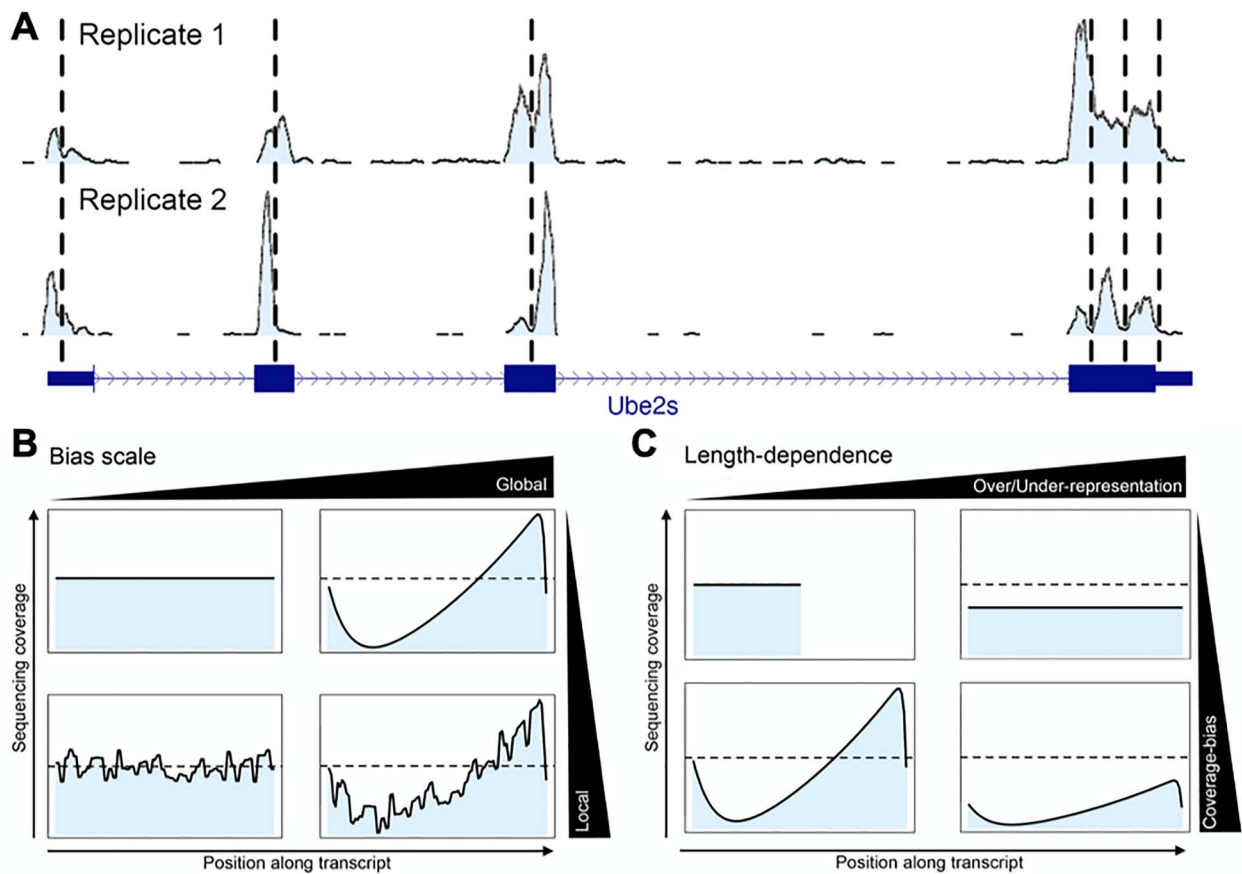 A
Replicate 1
Replicate 2
Ube2s
B
Bias scale
Global
Sequencing coverage
Local
Position along transcript
C
Length-dependence
Over/Under-representation
Sequencing coverage
Coverage-bias
Position along transcript